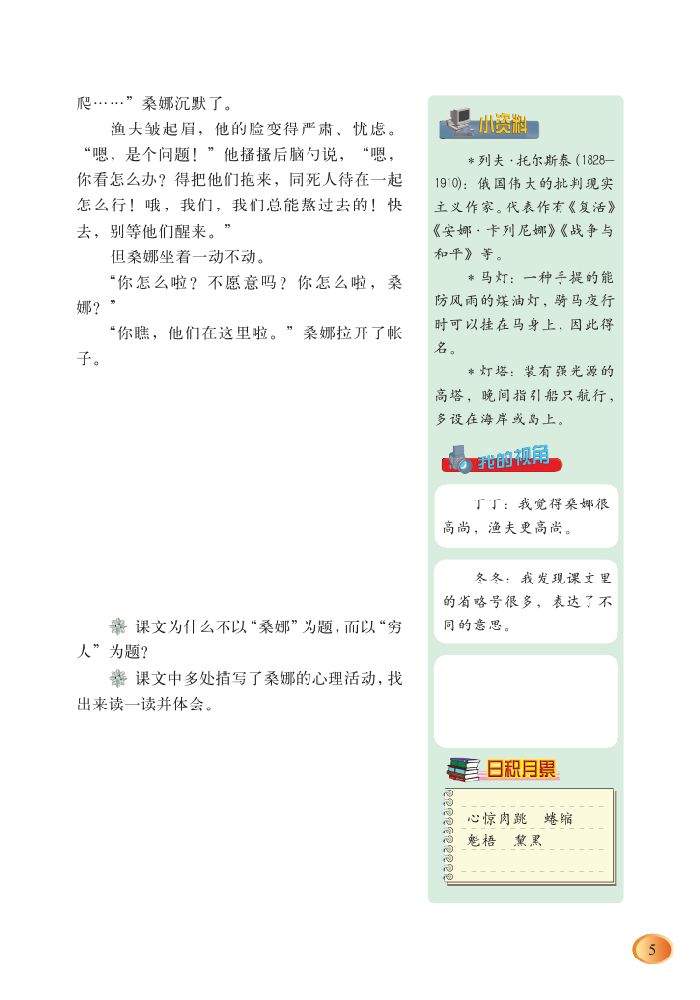 爬……”桑娜沉默了。
渔夫皱起眉，他的脸变得严肃、忧虑。
“嗯，是个问题！”他搔搔后脑勺说，“嗯，
你看怎么办？得把他们抱来，同死人待在一起
怎么行！哦，我们，我们总能熬过去的！快
去，别等他们醒来。”
但桑娜坐着一动不动。
“你怎么啦？不愿意吗？你怎么啦，桑
娜？”
“你瞧，他们在这里啦。”桑娜拉开了帐
子。
课文为什么不以“桑娜”为题，而以“穷
人”为题？
课文中多处描写了桑娜的心理活动，找
出来读一读并体会。
小资料
*列夫·托尔斯泰（1828—
1910）：俄国伟大的批判现实
主义作家。代表作有《复活》
《安娜·卡列尼娜》《战争与
和平》等。
*马灯：一种手提的能
防风雨的煤油灯，骑马夜行
时可以挂在马身上，因此得
名。
*灯塔：装有强光源的
高塔，晚间指引船只航行，
多设在海岸或岛上。
我的视角
丁丁：我觉得桑娜很
高尚，渔夫更高尚。
冬冬：我发现课文里
的省略号很多，表达了不
同的意思。
日积月累
心惊肉跳 蜷缩
魁梧 黧黑
5